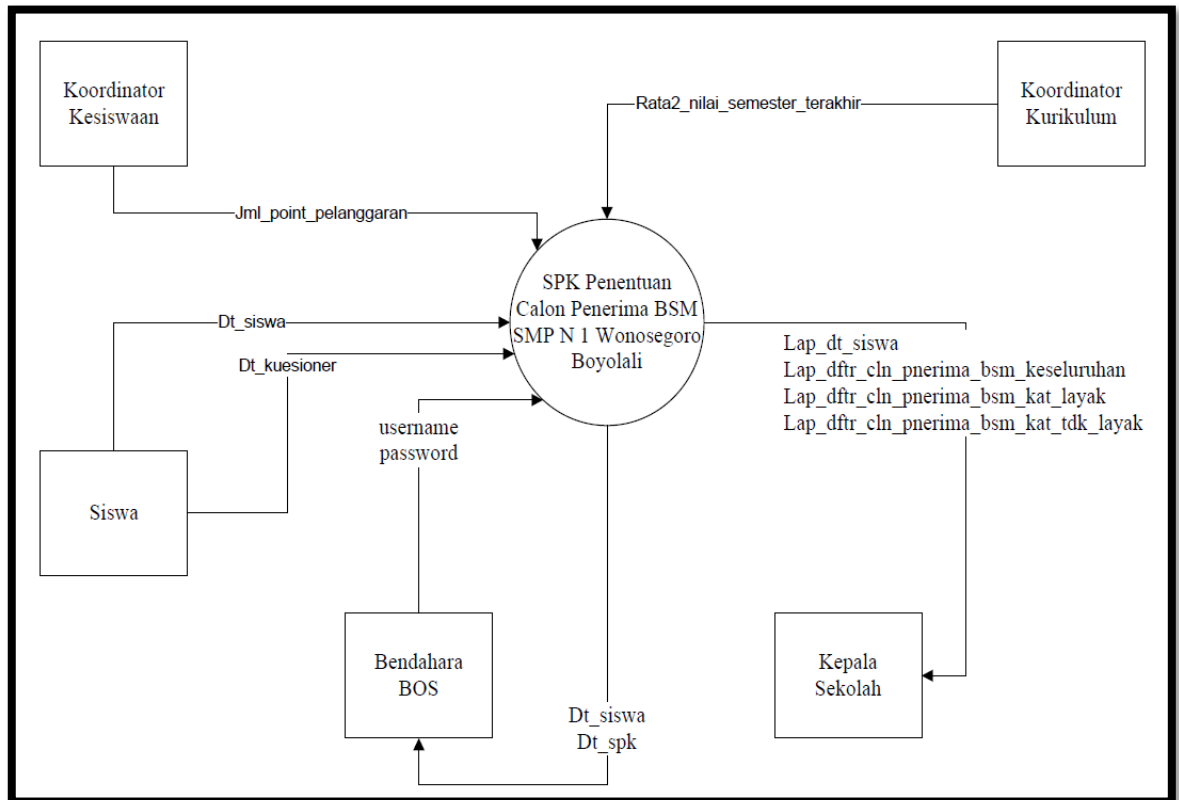 Koordinator
Kesiswaan
Koordinator
Kurikulum
Rata2_nilai_semester_terakhir
Jml_point_pelanggaran
SPK Penentuan
Calon Penerima BSM
SMP N 1 Wonosegoro
Boyolali
Dt_siswa
Dt_kuesioner
Lap_dt_siswa
Lap_dftr_cln_pnerima_bsm_keseluruhan
Lap_dftr_cln_pnerima_bsm_kat_layak
Lap_dftr_cln_pnerima_bsm_kat_tdk_layak
username
password
Siswa
Bendahara
BOS
Kepala
Sekolah
Dt_siswa
Dt_spk